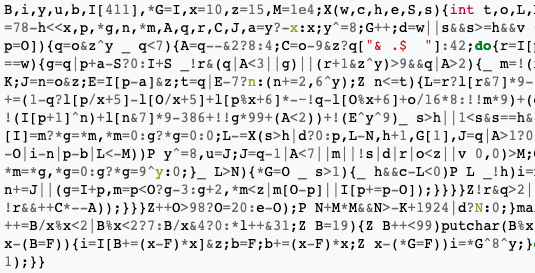 B,i,y,u,b,I[411],*G=I,x=10,z=15,M=1e4;X(w,c,h,e,S,s){int t,o,L,
=78-h<<x,p,*g,n,*m,A,q,r,C,J,a=y?-x:x;y^=8;G++;d=w||s&&s>=h&&v
p=O]){q=o&z^y _ q<7){A=q--&2?8:4;C=o-9&z?q["& .$  "]:42;do{r=I[p
==w){g=q|p+a-S?0:I+S _!r&(q|A<3||g)||(r+1&z^y)>9&&q|A>2){_ m=!(
K;J=n=o&z;E=I[p-a]&z;t=q|E-7?n:(n+=2,6^y);Z n<=t){L=r?l[r&7]*9-
+=(1-q?l[p/x+5]-l[O/x+5]+l[p%x+6]*-~!q-l[O%x+6]+o/16*8:!!m*9)+(
!(I[p+1]^n)+l[n&7]*9-386+!!g*99+(A<2))+!(E^y^9)_ s>h||1<s&s==h&
[I]=m?*g=*m,*m=0:g?*g=0:0;L-=X(s>h|d?0:p,L-N,h+1,G[1],J=q|A>1?0
-O|i-n|p-b|L<-M))P y^=8,u=J;J=q-1|A<7||m||!s|d|r|o<z||v 0,0)>M;O
*m=*g,*g=0:g?*g=9^y:0;}_ L>N){*G=O _ s>1){_ h&&c-L<0)P L _!h)i=
n+=J||(g=I+p,m=p<O?g-3:g+2,*m<z|m[O-p]||I[p+=p-O]);}}}}Z!r&q>2|
!r&&++C*--A));}}}Z++O>98?O=20:e-O);P N+M*M&&N>-K+1924|d?N:0;}ma
++=B/x%x<2|B%x<2?7:B/x&4?0:*l++&31;Z B=19){Z B++<99)putchar(B%x
x-(B=F)){i=I[B+=(x-F)*x]&z;b=F;b+=(x-F)*x;Z x-(*G=F))i=*G^8^y;}
1);}}